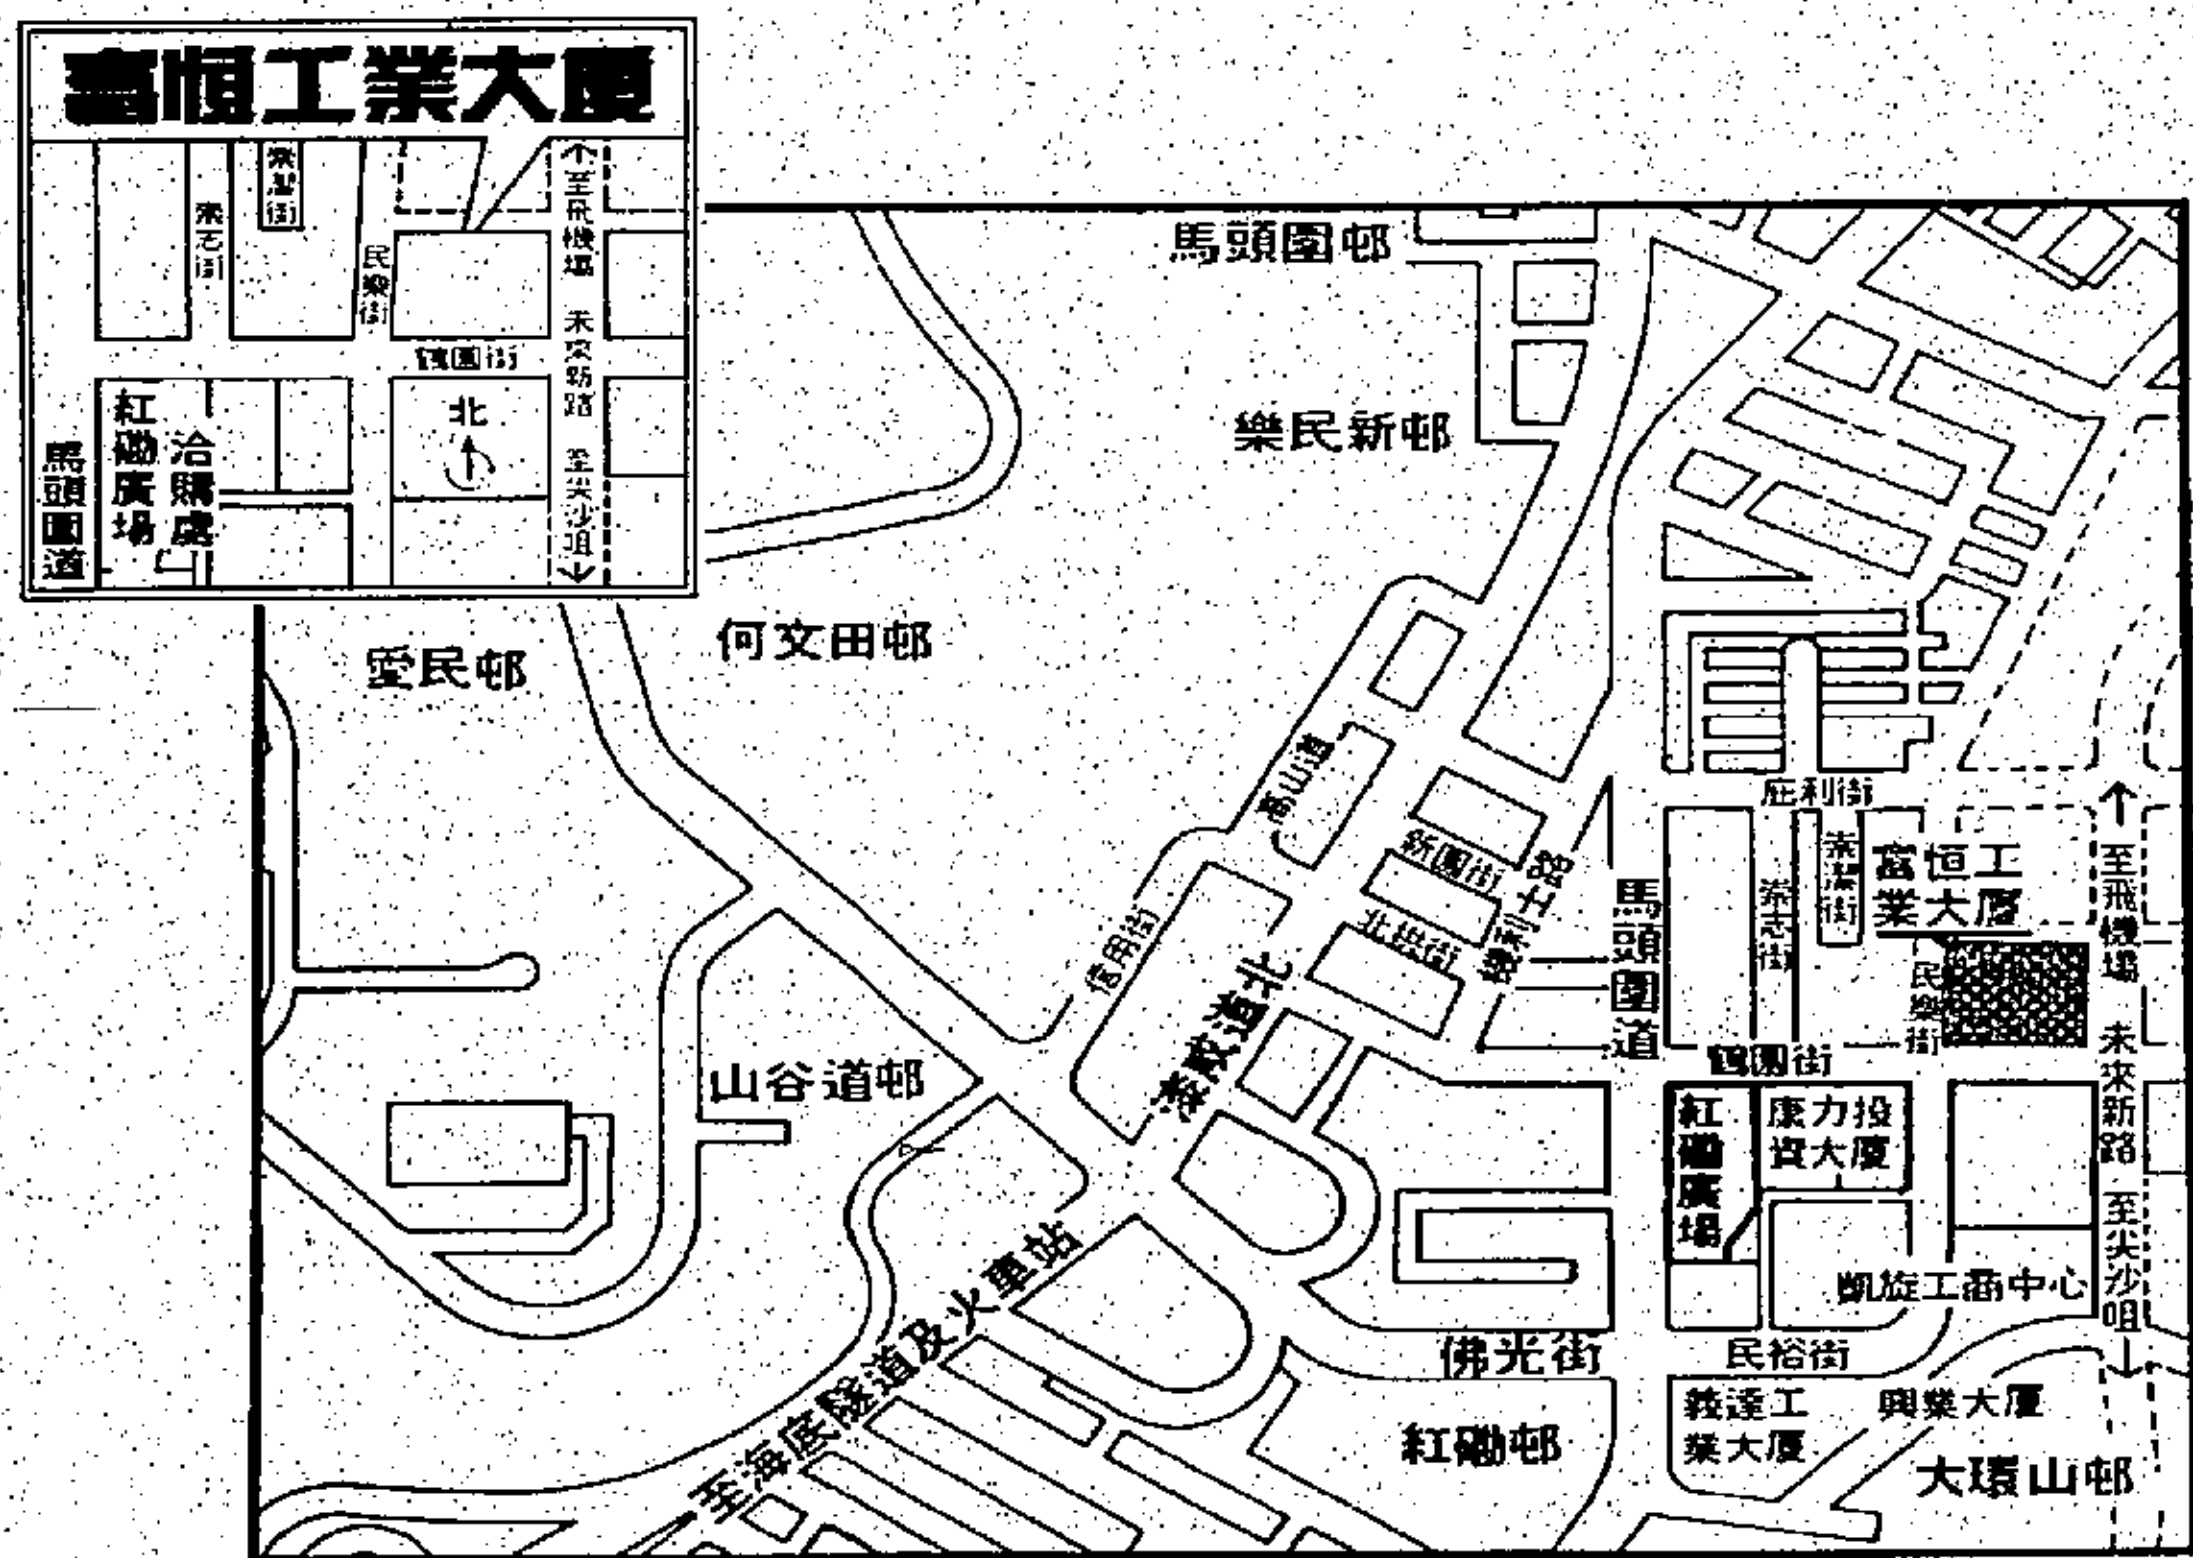 富恒工業大廈
崇潔街
崇志街
民樂街
鶴園街
↑至飛機場 未來新路 至尖沙咀↓
北
紅磡廣場
洽購處
馬頭圍道
馬頭圍邨
樂民新邨
愛民邨
何文田邨
高山道
庇利街
新圍街
北拱街
機利士路
馬頭圍道
崇志街
崇潔街
富恒工
業大廈
民樂街
↑至飛機場 未來新路 至尖沙咀↓
信用街
漆咸道北
山谷道邨
鶴園街
紅磡廣場
康力投
資大廈
凱旋工商中心
至海底隧道及火車站
佛光街
民裕街
義達工
業大廈
興業大廈
紅磡邨
大環山邨